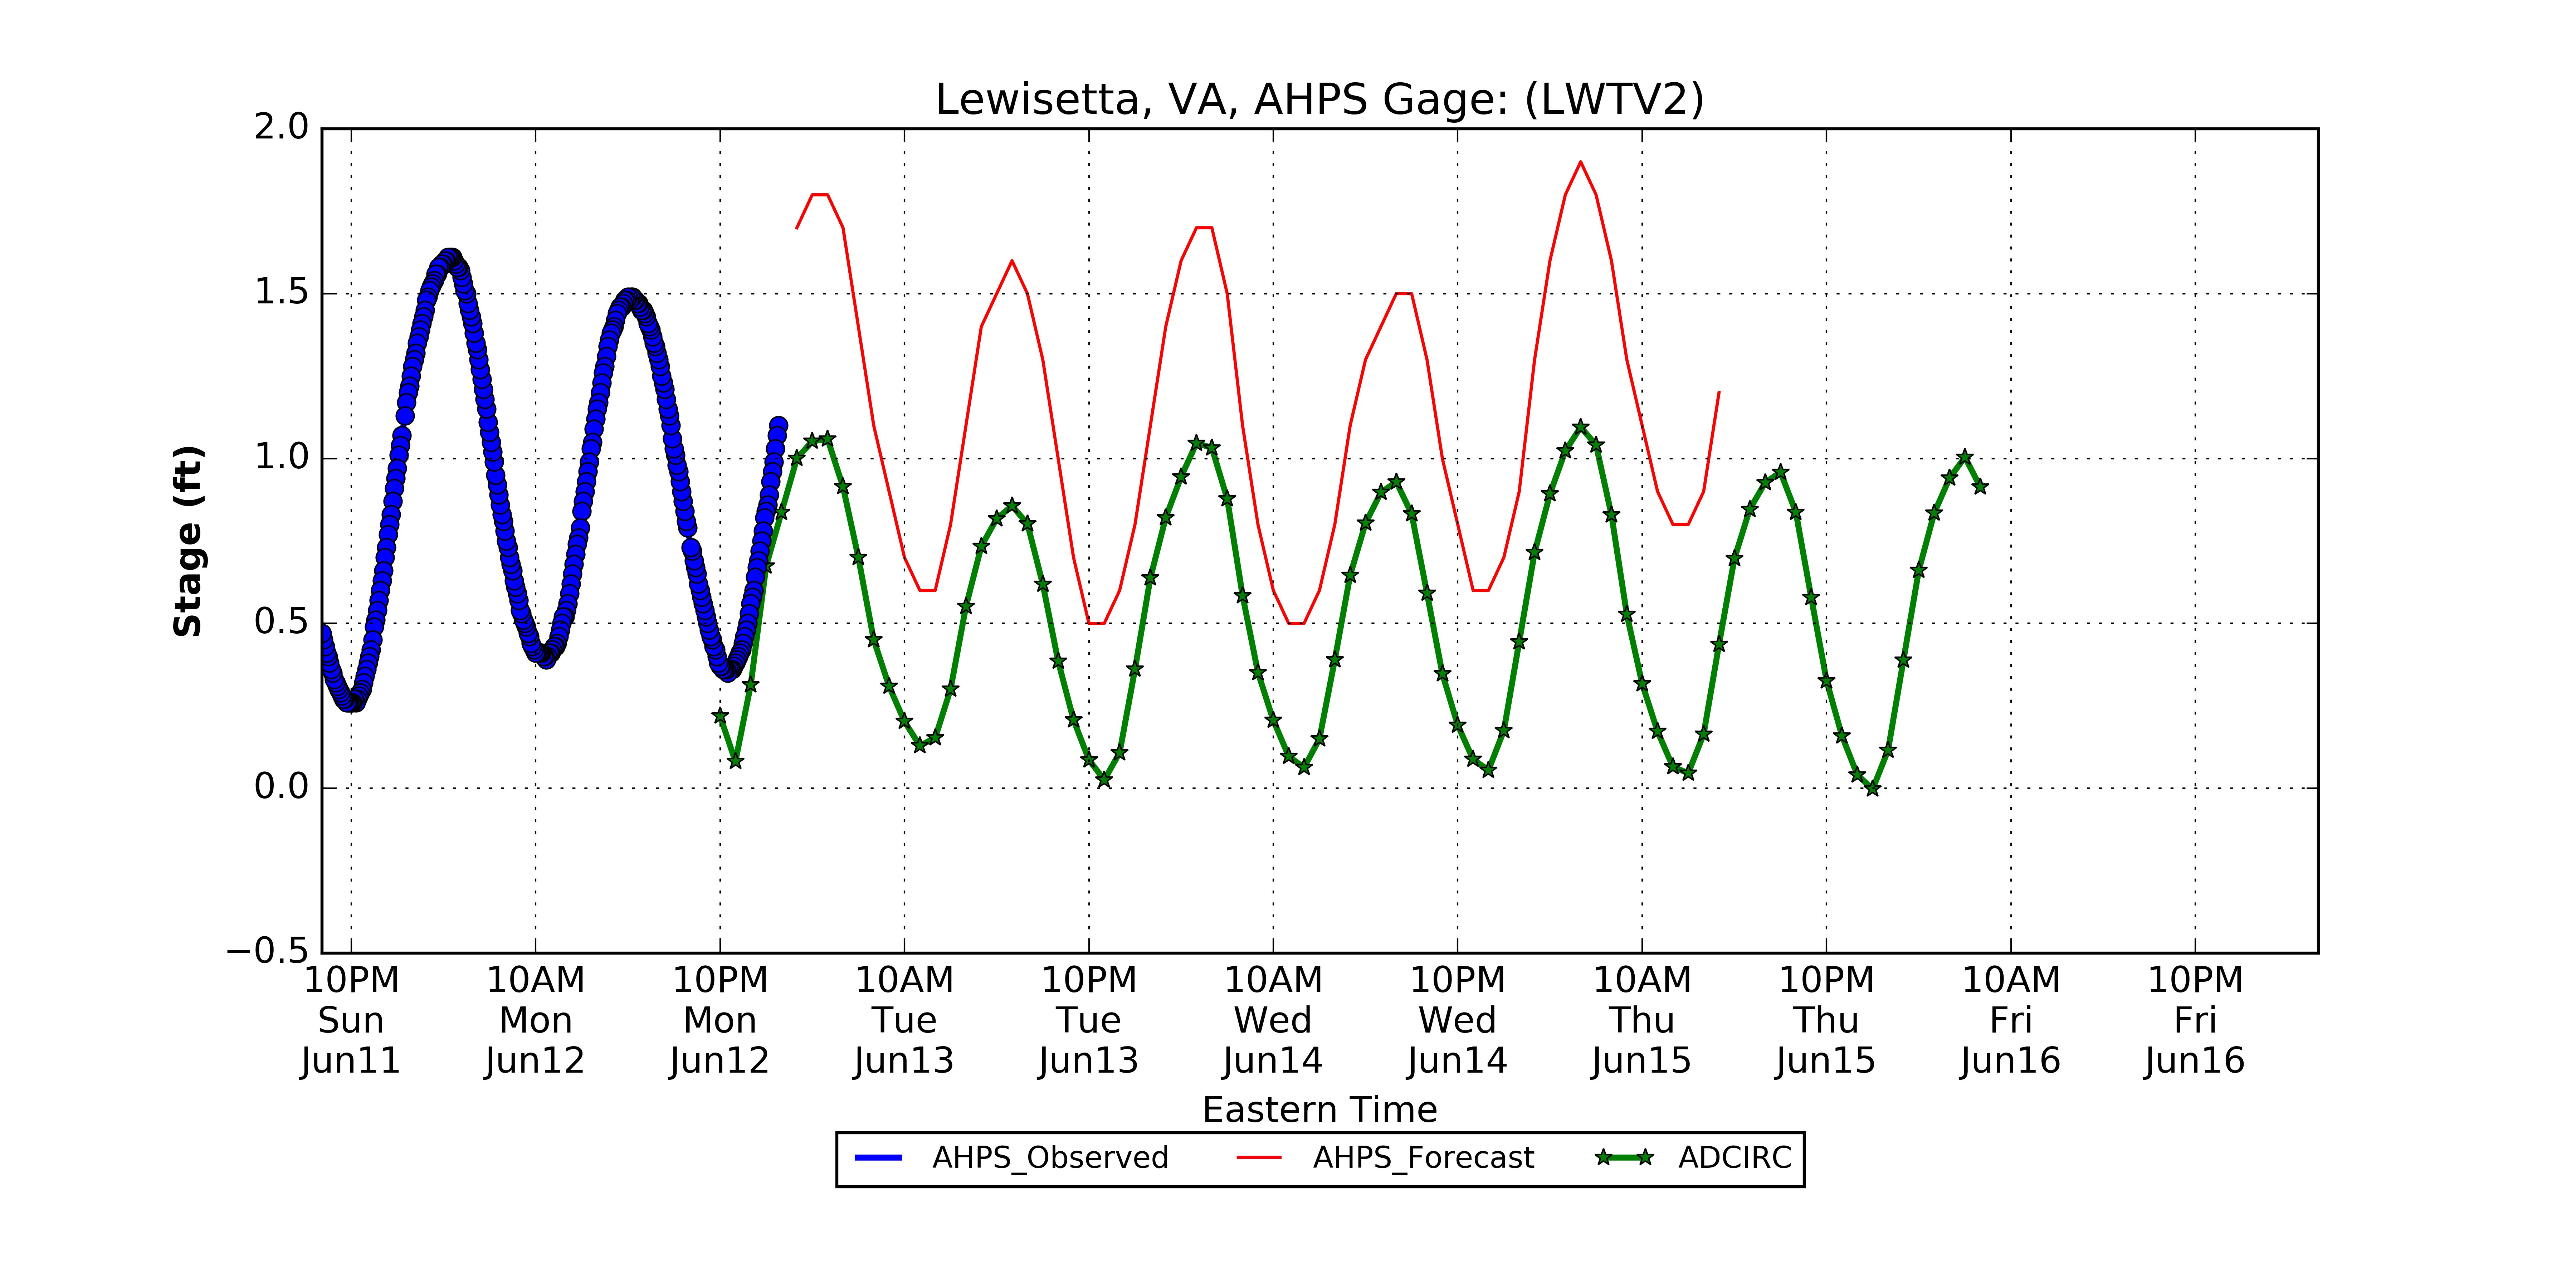 Lewisetta, VA, AHPS Gage: (LWTV2)
Stage (ft)
2.0
1.5
1.0
0.5
0.0
−0.5
10PM 10AM 10PM 10AM 10PM 10AM 10PM 10AM 10PM 10AM 10PM
Sun Mon Mon Tue Tue Wed Wed Thu Thu Fri Fri
Jun11 Jun12 Jun12 Jun13 Jun13 Jun14 Jun14 Jun15 Jun15 Jun16 Jun16
Eastern Time
AHPS_Observed AHPS_Forecast ADCIRC